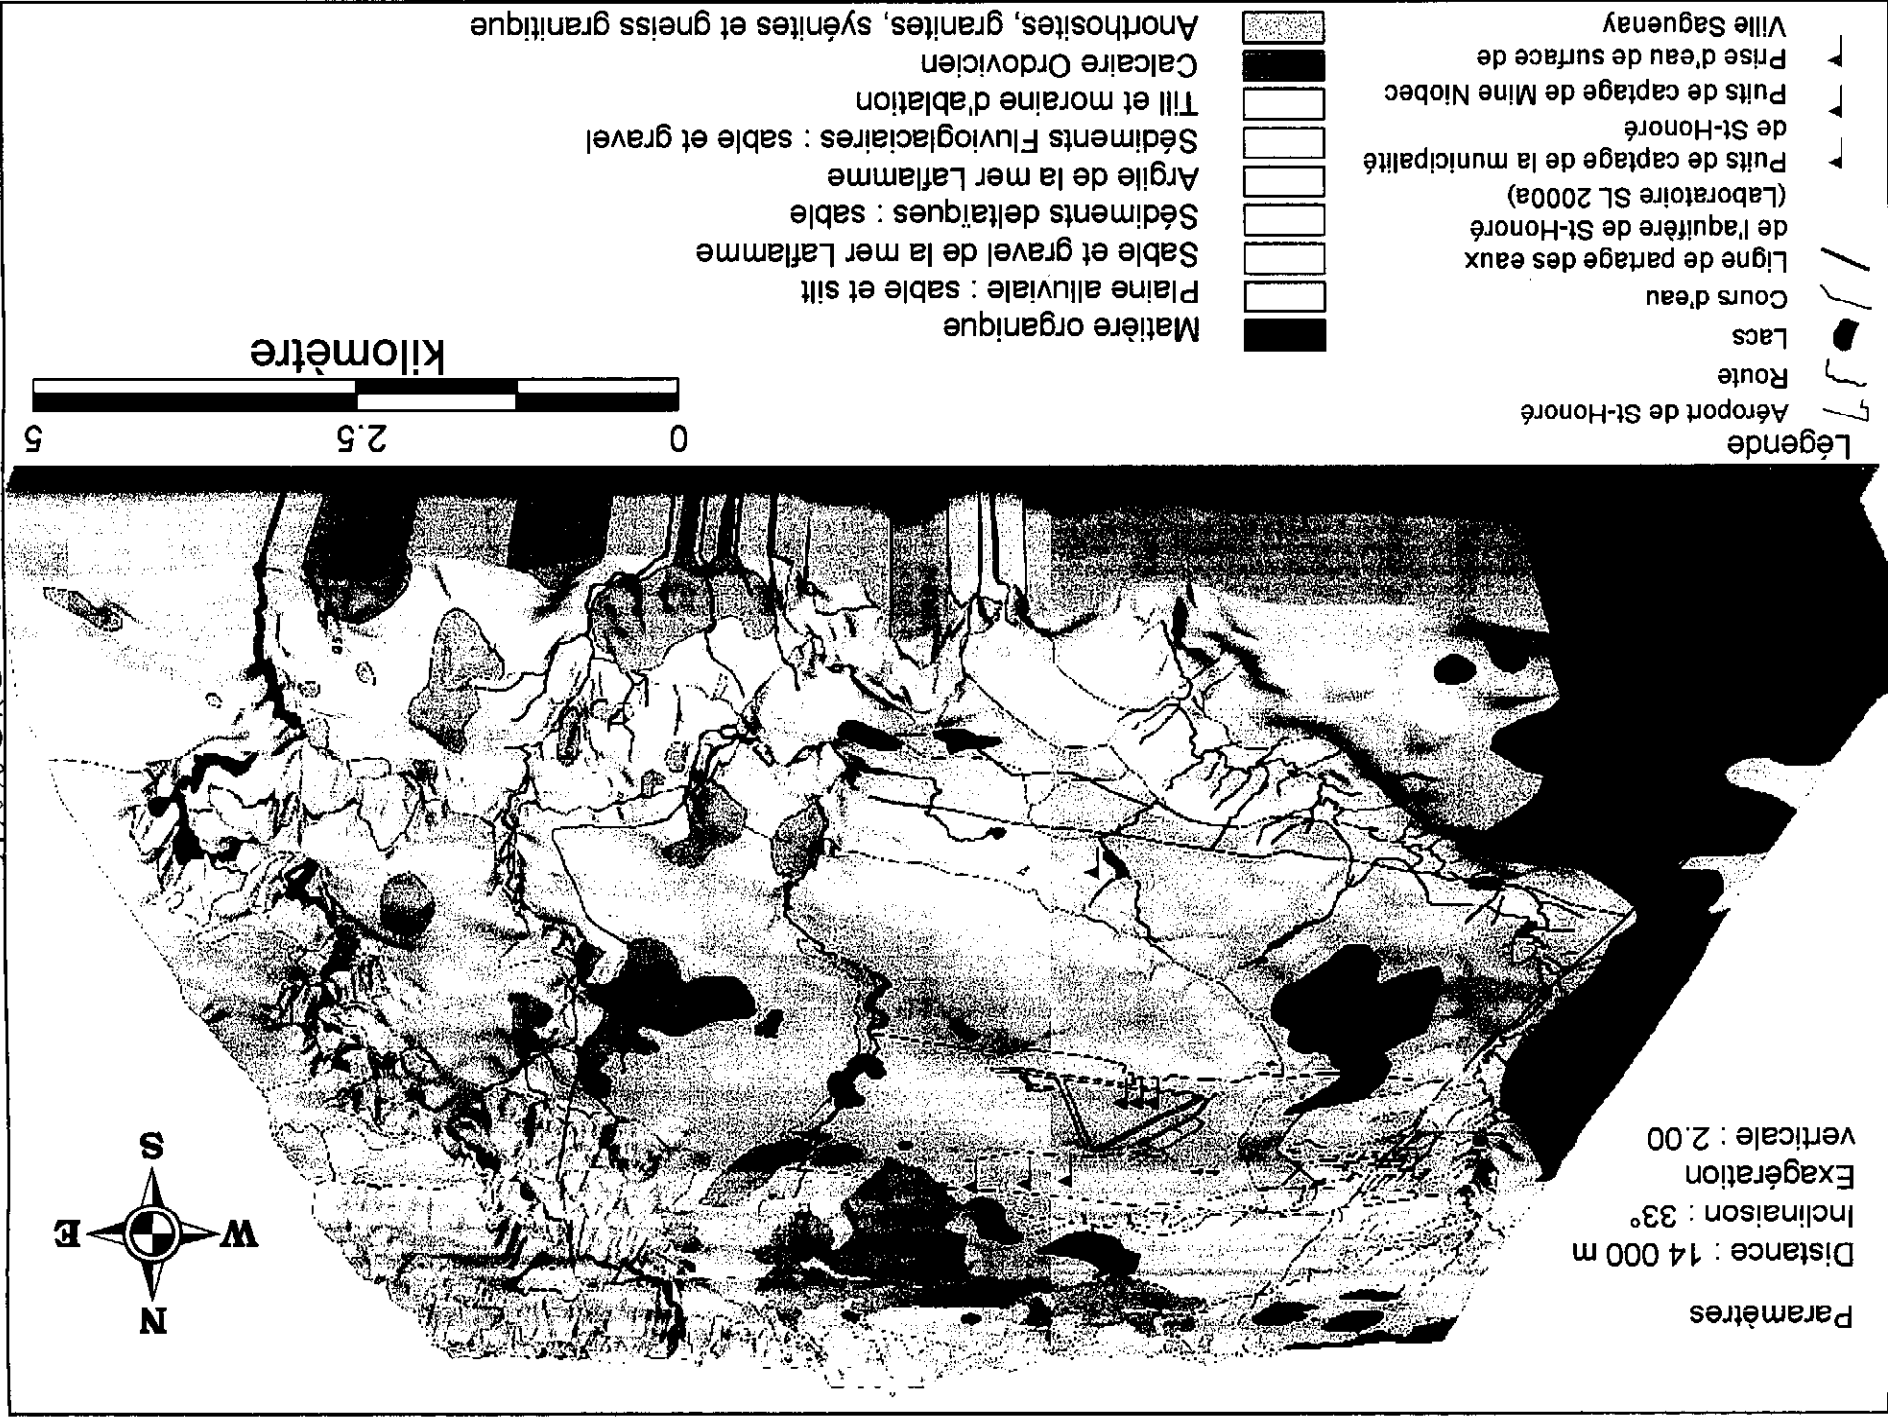 Paramètres
Distance : 14 000 m
Inclinaison : 33°
Exagération
verticale : 2.00
N
W
E
S
Légende
Aéroport de St-Honoré
Route
Lacs
Cours d'eau
Ligne de partage des eaux
de l'aquifère de St-Honoré
(Laboratoire SL 2000a)
Puits de captage de la municipalité
de St-Honoré
Puits de captage de Mine Niobec
Prise d'eau de surface de
Ville Saguenay
Matière organique
Plaine alluviale : sable et silt
Sable et gravel de la mer Laflamme
Sédiments deltaïques : sable
Argile de la mer Laflamme
Sédiments Fluvioglaciaires : sable et gravel
Till et moraine d'ablation
Calcaire Ordovicien
Anorthosites, granites, syénites et gneiss granitique
0
2.5
5
kilomètre